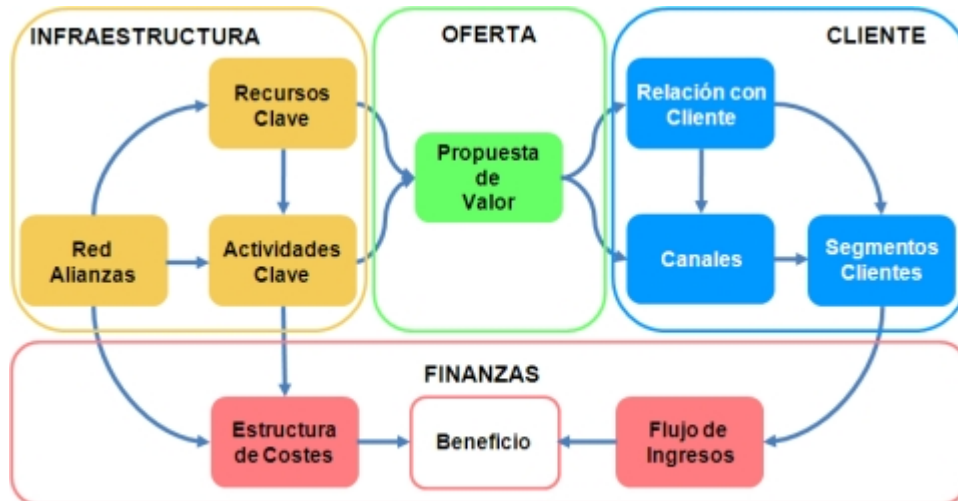 INFRAESTRUCTURA
OFERTA
CLIENTE
Recursos
Clave
Relación con
Cliente
Propuesta
de
Valor
Red
Alianzas
Actividades
Clave
Canales
Segmentos
Clientes
FINANZAS
Estructura
de Costes
Beneficio
Flujo de
Ingresos